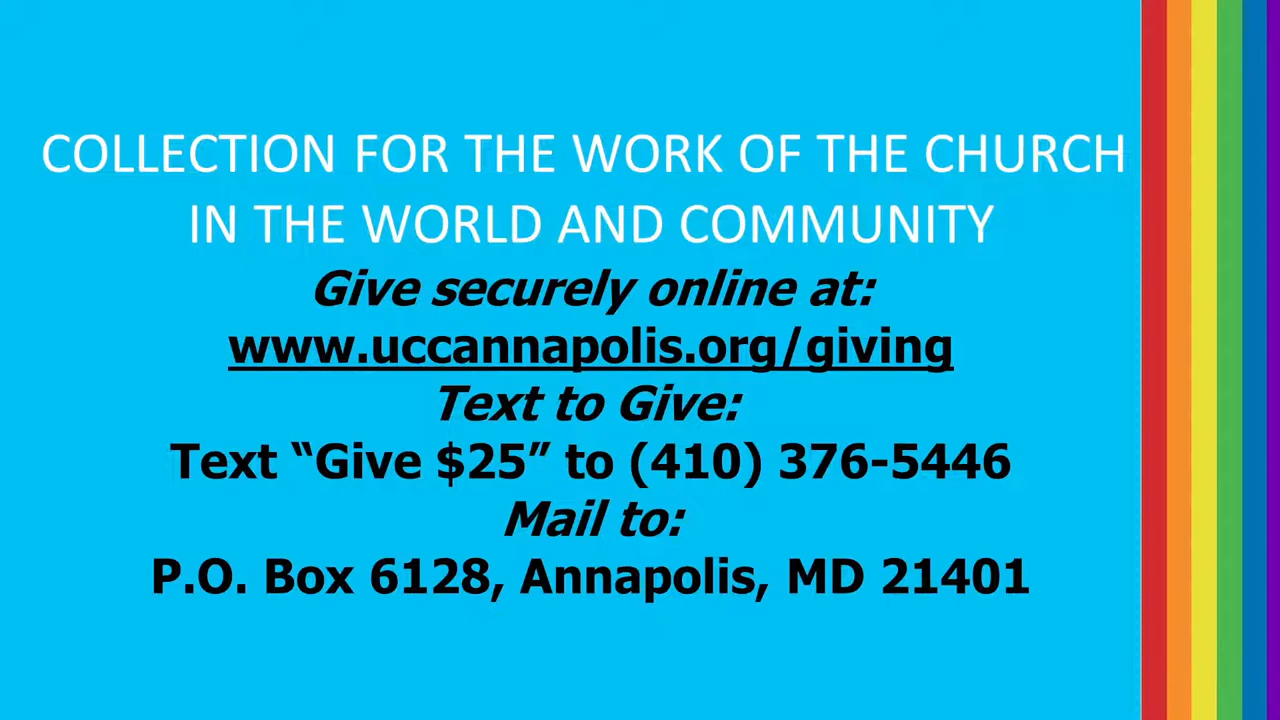 COLLECTION FOR THE WORK OF THE CHURCH
IN THE WORLD AND COMMUNITY
Give securely online at:
www.uccannapolis.org/giving
Text to Give:
Text “Give $25” to (410) 376-5446
Mail to:
P.O. Box 6128, Annapolis, MD 21401